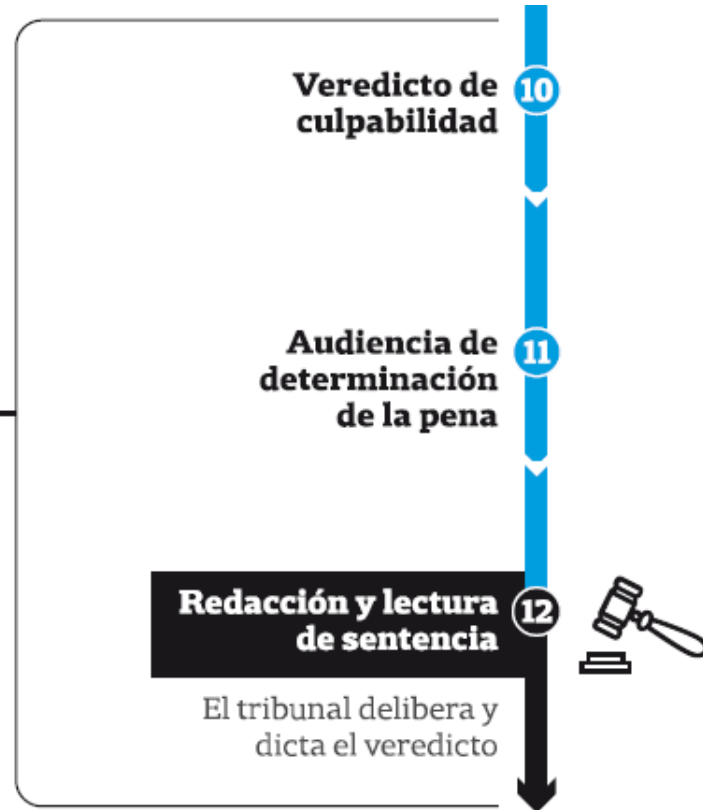 Veredicto de
culpabilidad
10
Audiencia de
determinación
de la pena
11
Redacción y lectura
de sentencia
12
El tribunal delibera y
dicta el veredicto